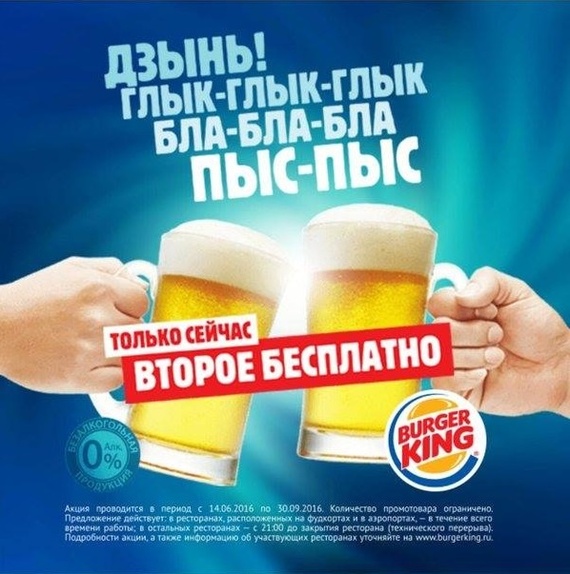 ДЗЫНЬ!
ГЛЫК-ГЛЫК-ГЛЫК
БЛА-БЛА-БЛА
ПЫС-ПЫС
ТОЛЬКО СЕЙЧАС
ВТОРОЕ БЕСПЛАТНО
БЕЗАЛКОГОЛЬНАЯ
Алк.
0%
ПРОДУКЦИЯ
BURGER
KING
Акция проводится в период с 14.06.2016 по 30.09.2016. Количество промотовара ограничено.
Предложение действует: в ресторанах, расположенных на фудкортах и в аэропортах, — в течение всего
времени работы; в остальных ресторанах — с 21:00 до закрытия ресторана (технического перерыва).
Подробности акции, а также информацию об участвующих ресторанах уточняйте на www.burgerking.ru.